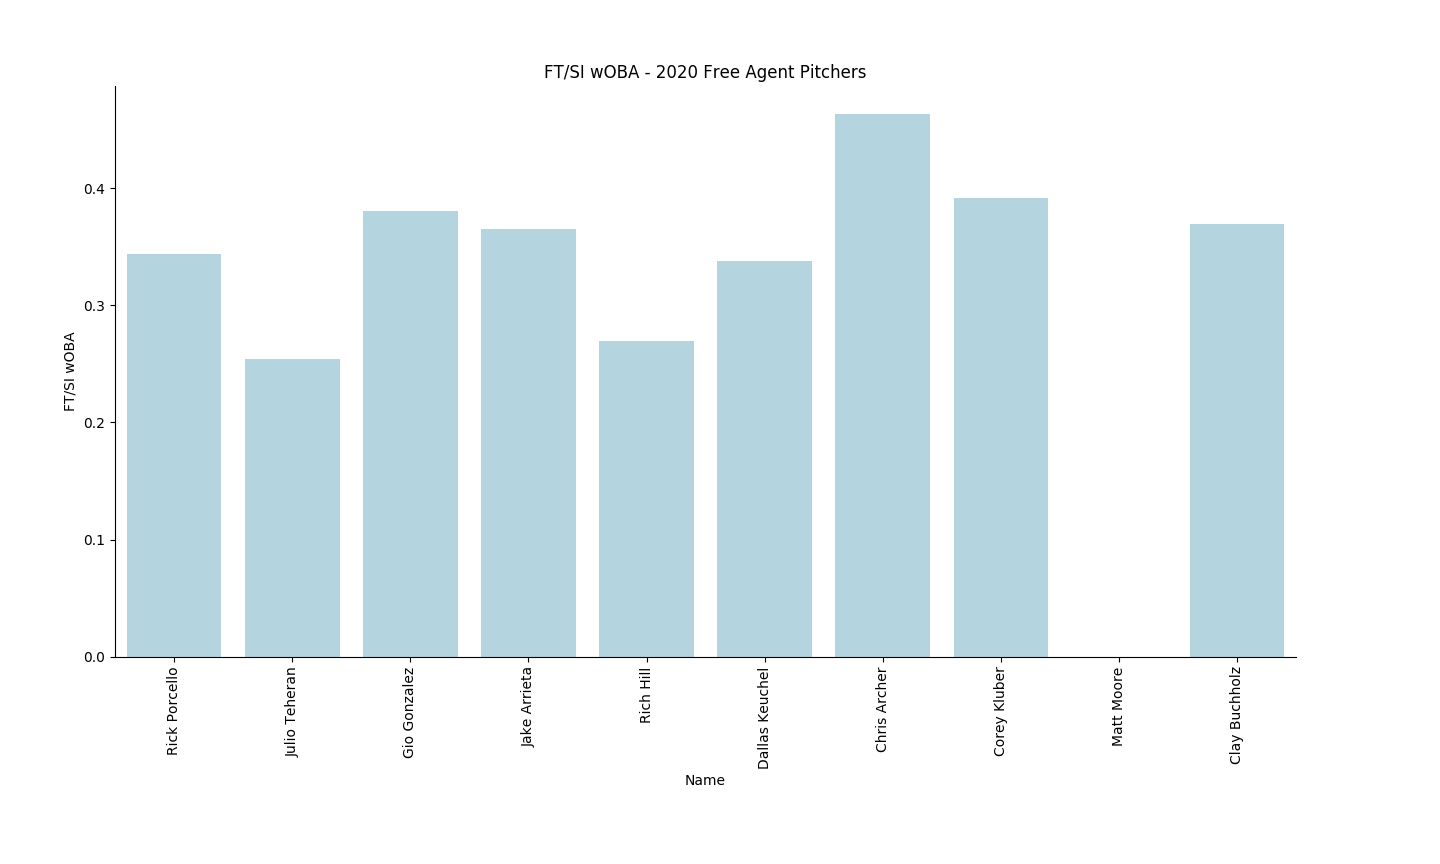 FT/SI wOBA - 2020 Free Agent Pitchers
FT/SI wOBA
0.4
0.3
0.2
0.1
0.0
Rick Porcello
Julio Teheran
Gio Gonzalez
Jake Arrieta
Rich Hill
Dallas Keuchel
Chris Archer
Corey Kluber
Matt Moore
Clay Buchholz
Name